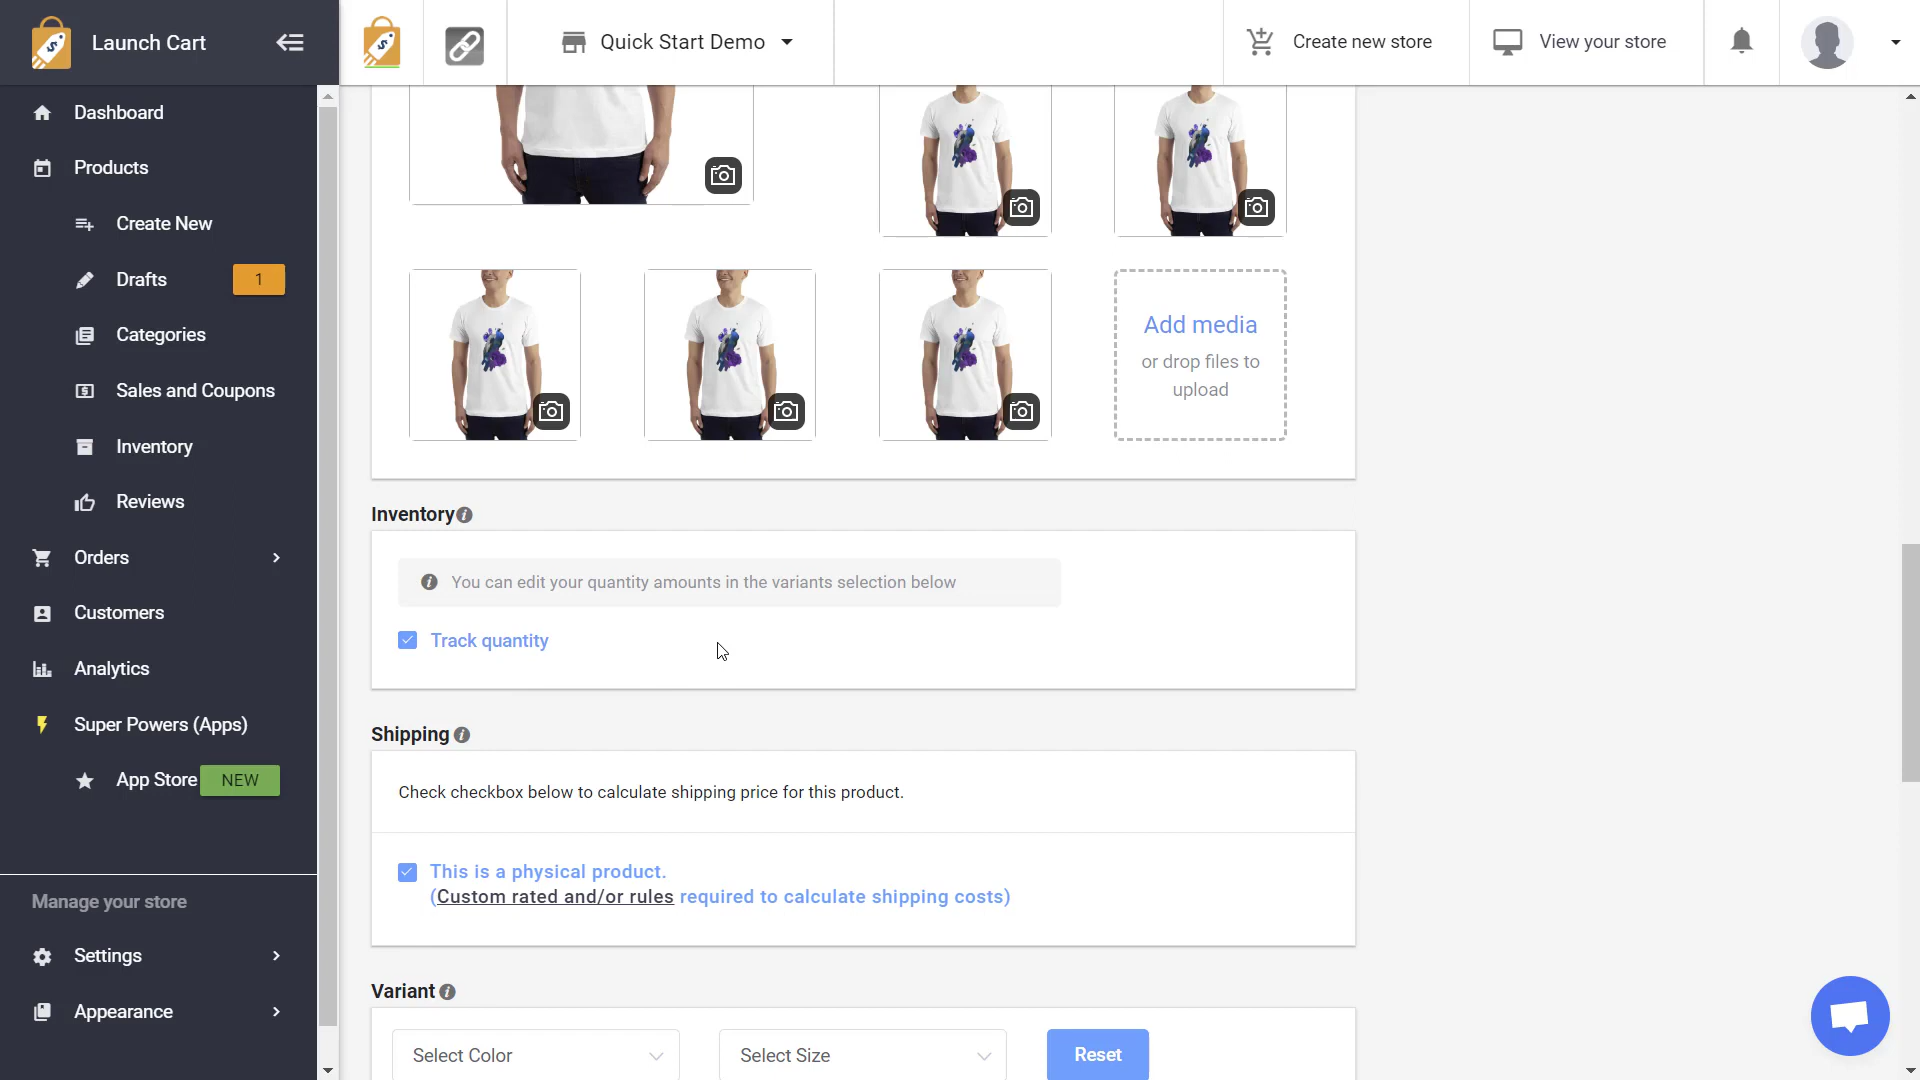 Launch Cart
Quick Start Demo
Create new store
View your store
Dashboard
Products
Create New
Drafts
1
Categories
Sales and Coupons
Inventory
Reviews
Orders
Customers
Analytics
Super Powers (Apps)
App Store
NEW
Manage your store
Settings
Appearance
Add media
or drop files to
upload
Inventory
You can edit your quantity amounts in the variants selection below
Track quantity
Shipping
Check checkbox below to calculate shipping price for this product.
This is a physical product.
(Custom rated and/or rules required to calculate shipping costs)
Variant
Select Color
Select Size
Reset